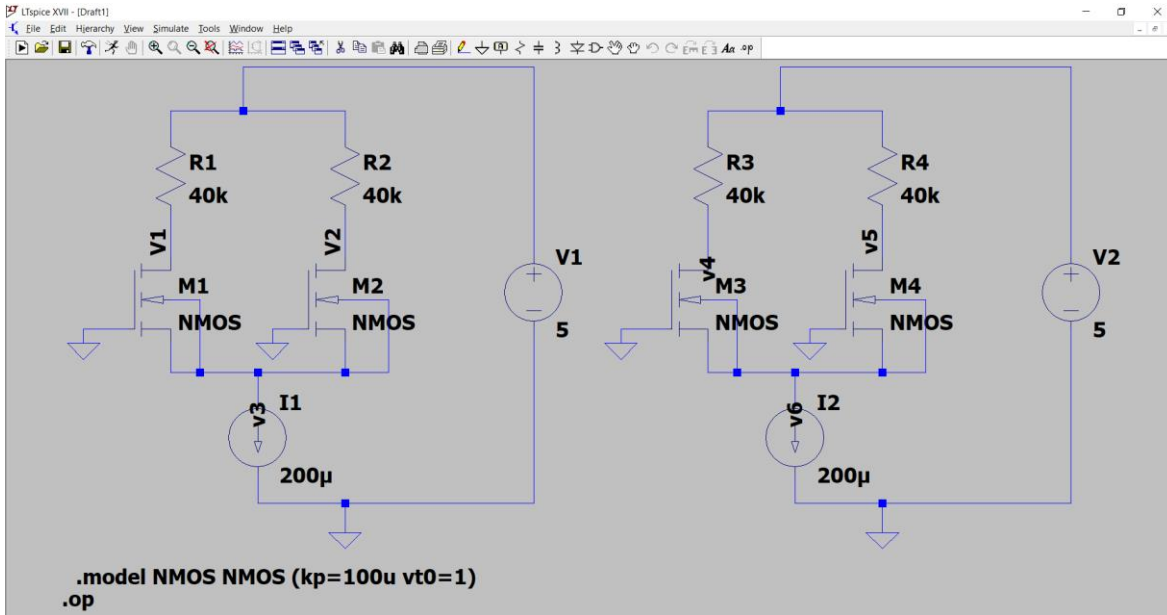 LTspice XVII - [Draft1]
File Edit Hierarchy View Simulate Tools Window Help
R1
40k
R2
40k
R3
40k
R4
40k
V1
V2
v4
v5
M1
NMOS
M2
NMOS
V1
5
M3
NMOS
M4
NMOS
V2
5
v3
I1
200µ
v6
I2
200µ
.model NMOS NMOS (kp=100u vt0=1)
.op